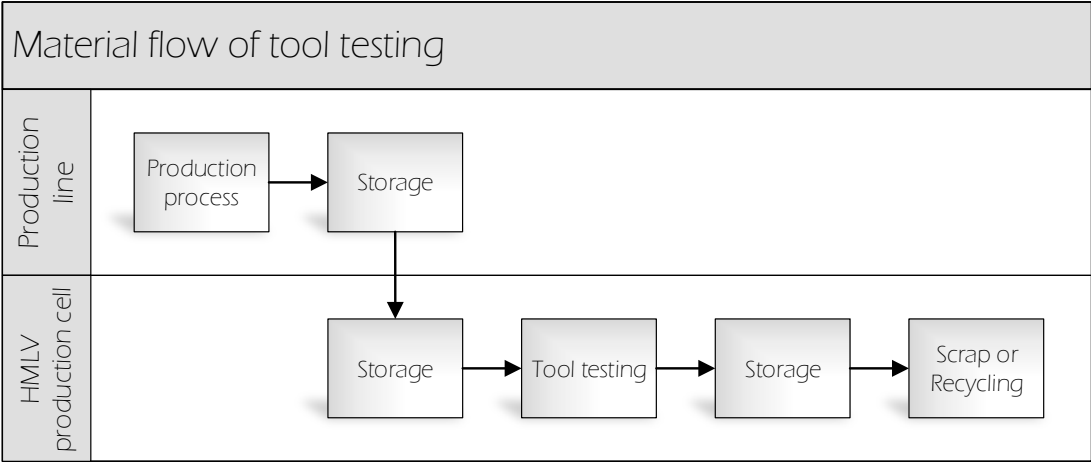 Material flow of tool testing
Production
line
Production
process
Storage
HMLV
production cell
Storage
Tool testing
Storage
Scrap or
Recycling